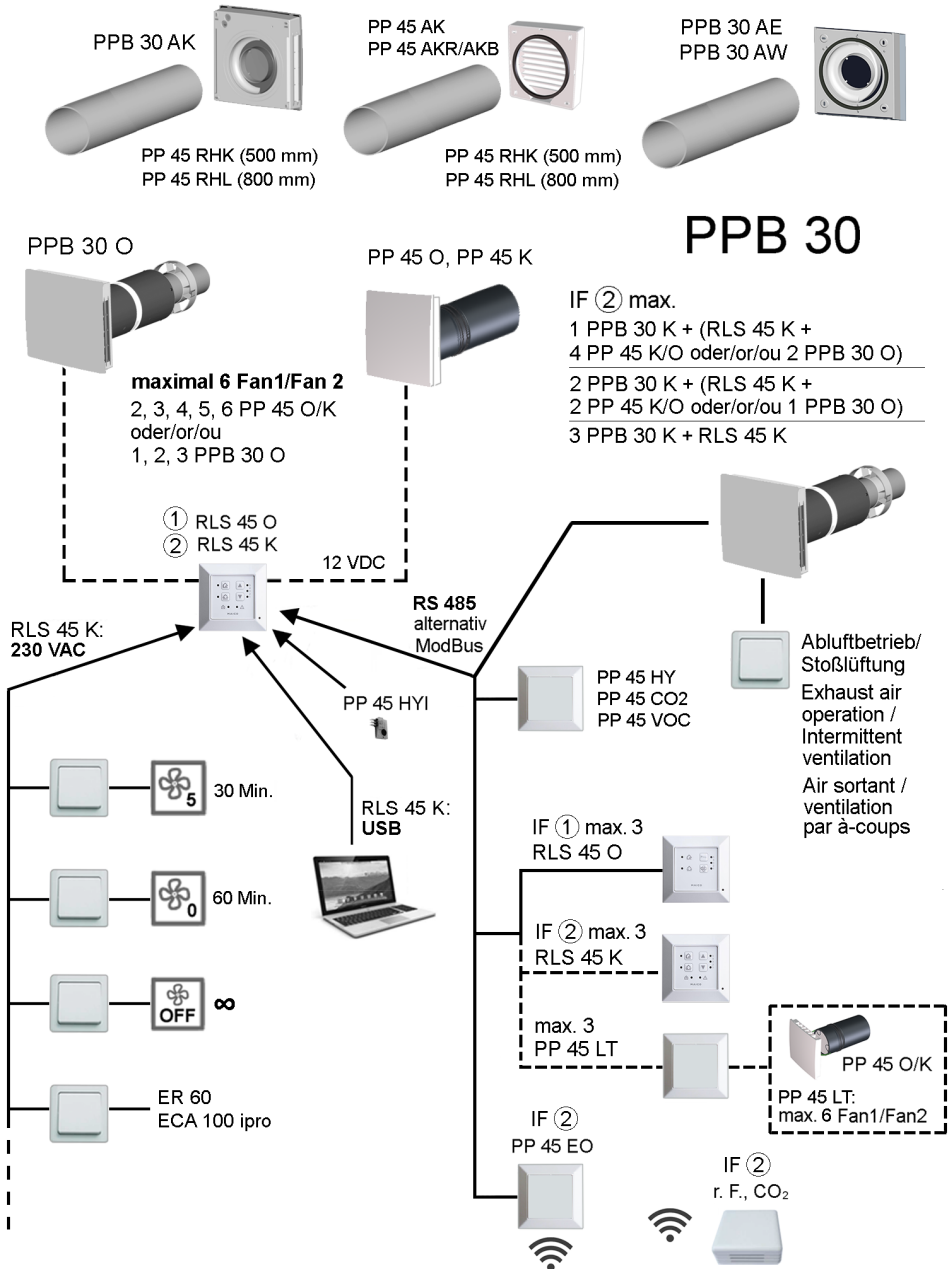 PPB 30 AK
PP 45 RHK (500 mm)
PP 45 RHL (800 mm)
PP 45 AK
PP 45 AKR/AKB
PP 45 RHK (500 mm)
PP 45 RHL (800 mm)
PPB 30 AE
PPB 30 AW
PPB 30
PPB 30 O
PP 45 O, PP 45 K
maximal 6 Fan1/Fan 2
2, 3, 4, 5, 6 PP 45 O/K
oder/or/ou
1, 2, 3 PPB 30 O
IF ② max.
1 PPB 30 K + (RLS 45 K +
4 PP 45 K/O oder/or/ou 2 PPB 30 O)
2 PPB 30 K + (RLS 45 K +
2 PP 45 K/O oder/or/ou 1 PPB 30 O)
3 PPB 30 K + RLS 45 K
① RLS 45 O
② RLS 45 K
12 VDC
RLS 45 K:
230 VAC
RS 485
alternativ
ModBus
PP 45 HYI
RLS 45 K:
USB
PP 45 HY
PP 45 CO2
PP 45 VOC
Abluftbetrieb/
Stoßlüftung
Exhaust air
operation /
Intermittent
ventilation
Air sortant /
ventilation
par à-coups
5 30 Min.
0 60 Min.
OFF ∞
ER 60
ECA 100 ipro
IF ① max. 3
RLS 45 O
IF ② max. 3
RLS 45 K
max. 3
PP 45 LT
PP 45 O/K
PP 45 LT:
max. 6 Fan1/Fan2
IF ②
PP 45 EO
IF ②
r. F., CO₂